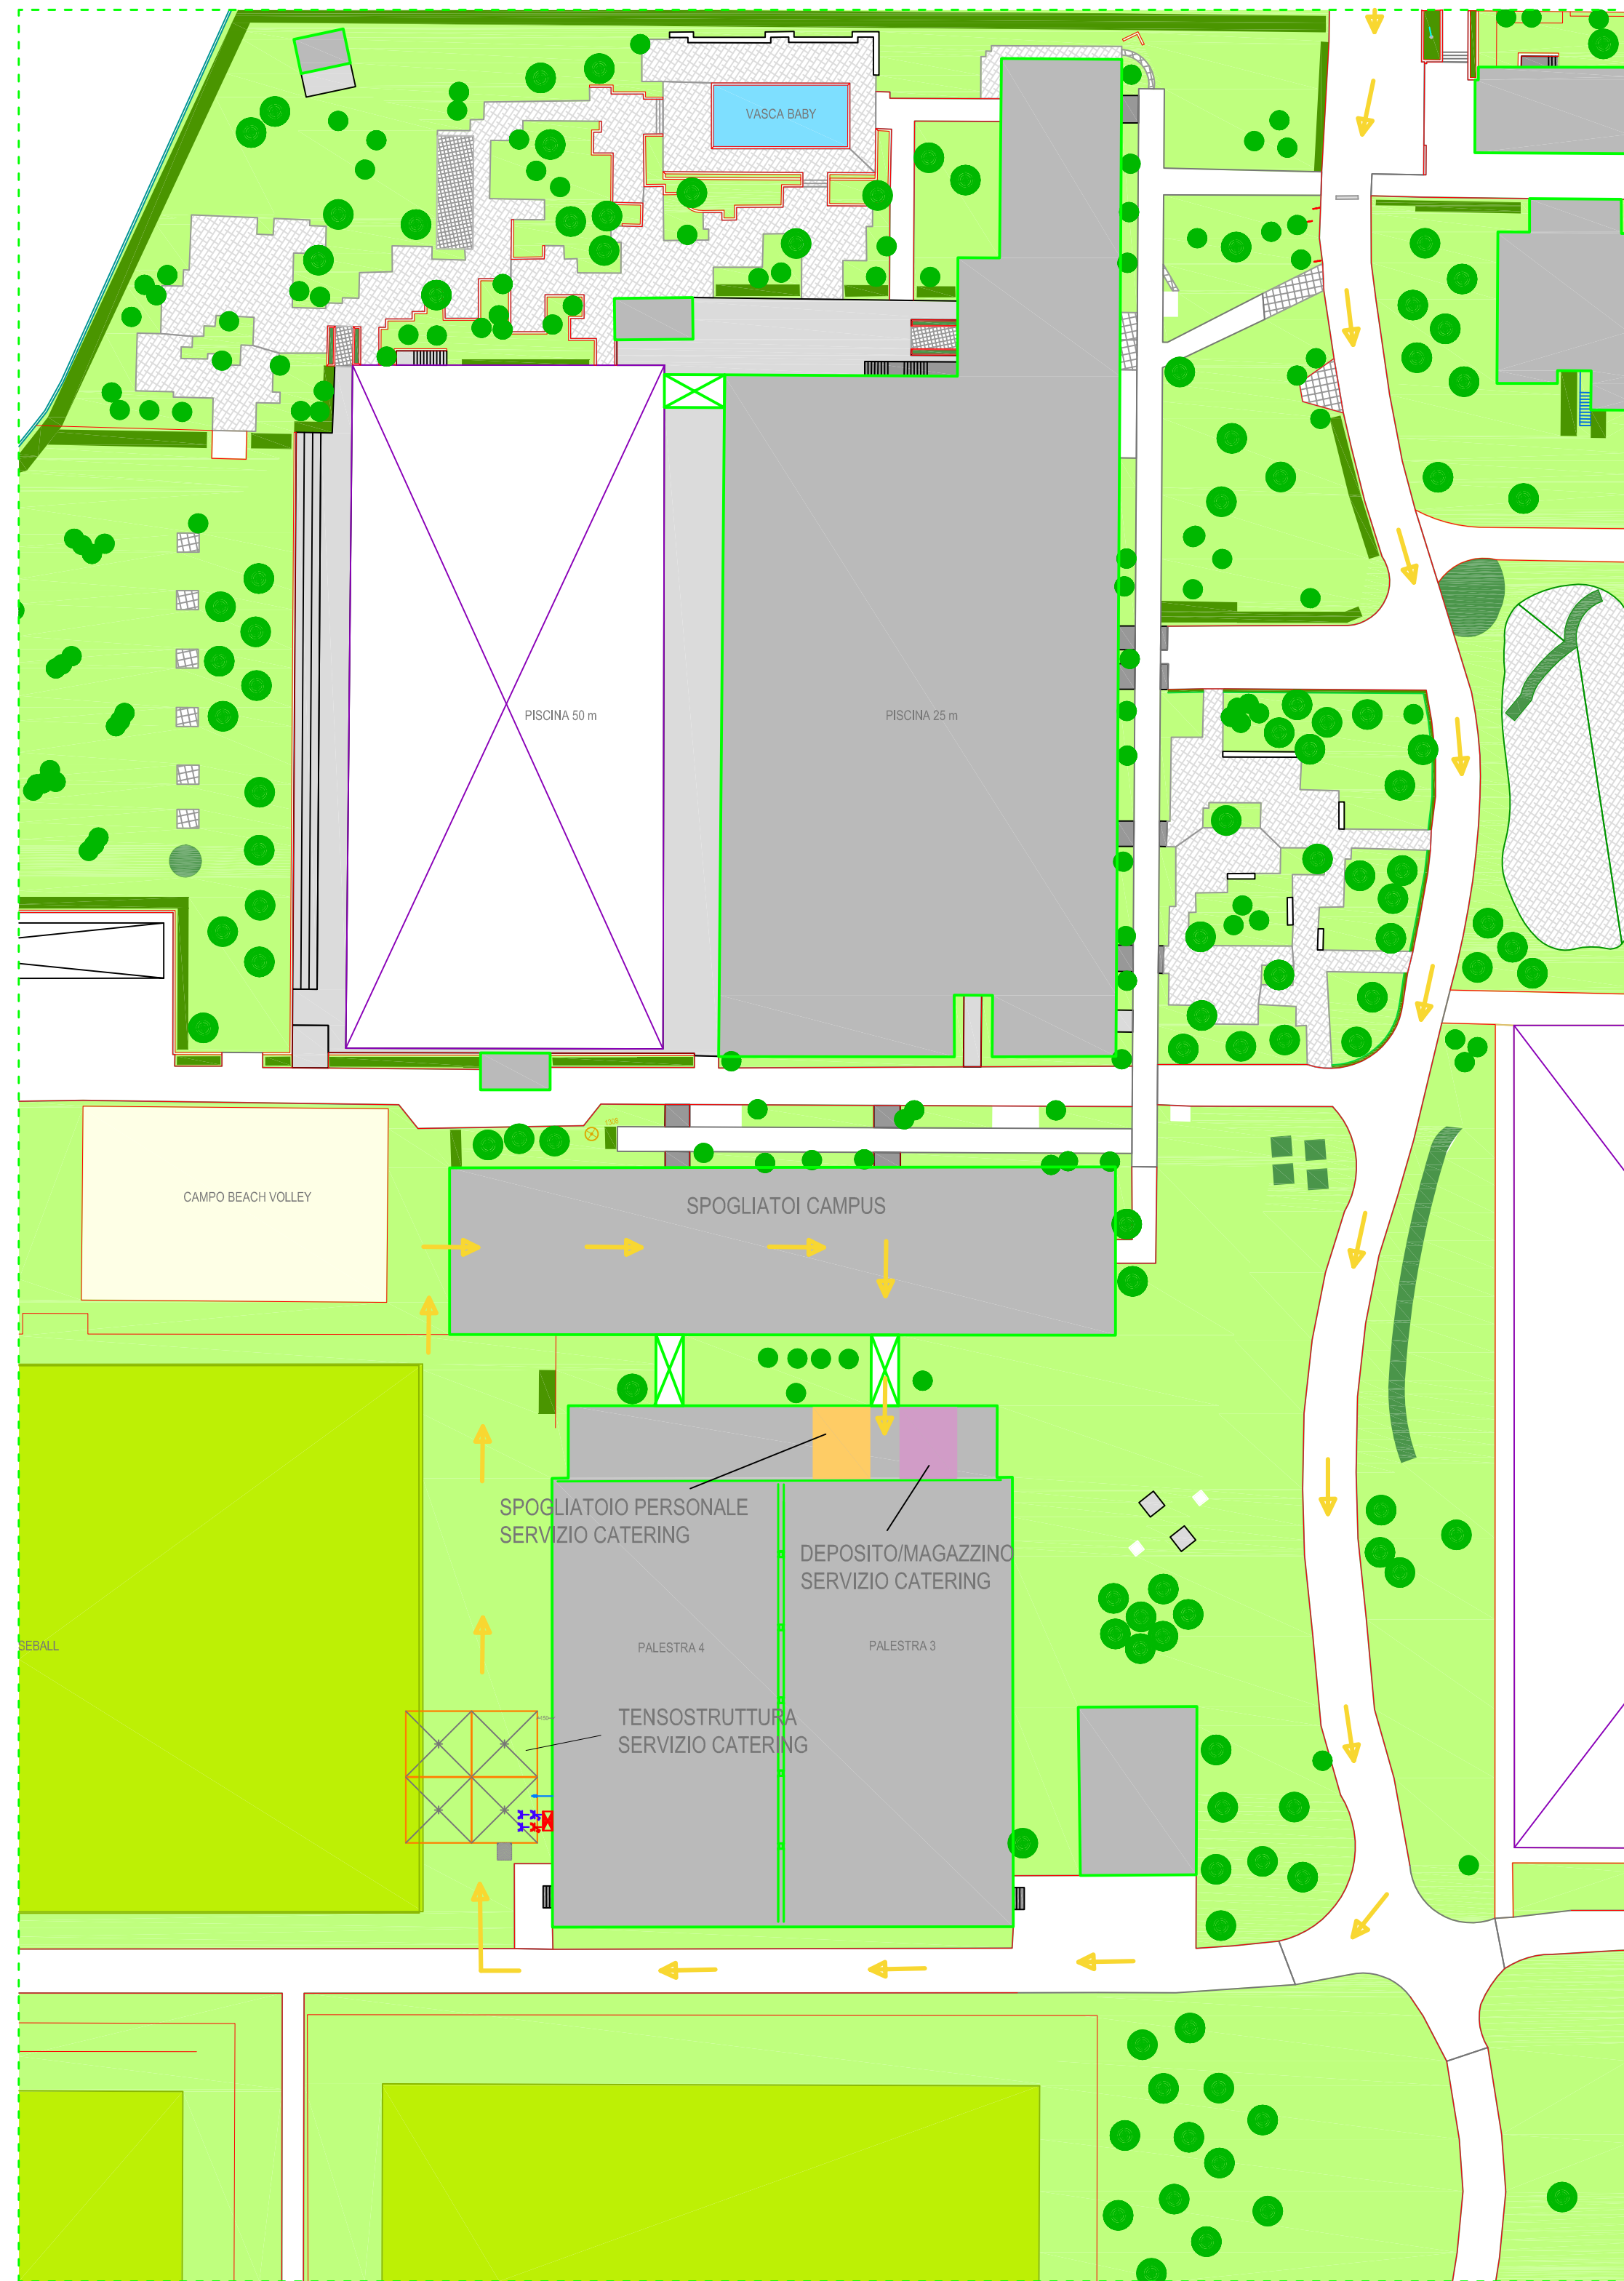 VASCA BABY
PISCINA 50 m
PISCINA 25 m
CAMPO BEACH VOLLEY
SPOGLIATOI CAMPUS
SPOGLIATOIO PERSONALE
SERVIZIO CATERING
DEPOSITO/MAGAZZINO
SERVIZIO CATERING
SEBALL
PALESTRA 4
PALESTRA 3
TENSOSTRUTTURA
SERVIZIO CATERING